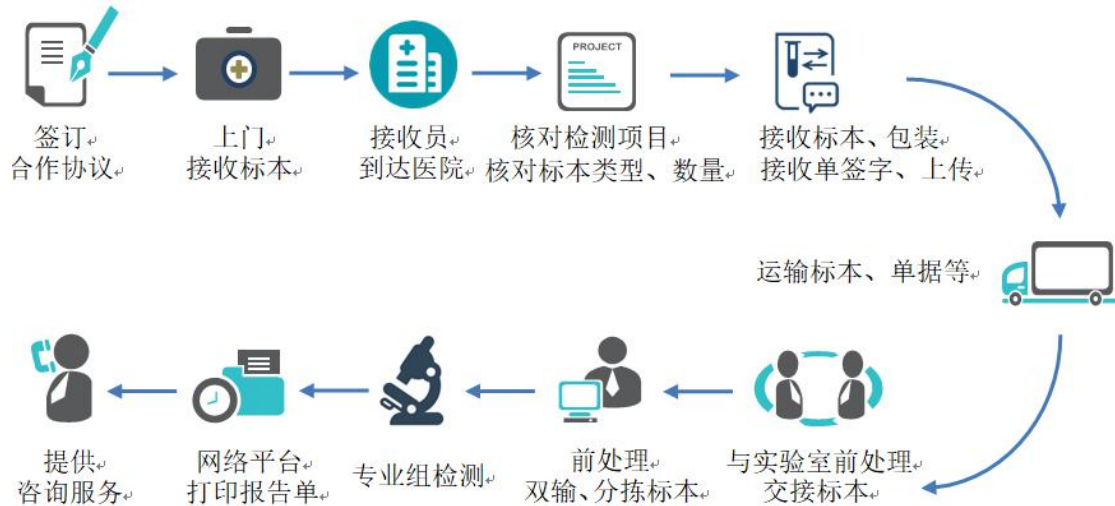 PROJECT
签订
合作协议
上门
接收标本
接收员
到达医院
核对检测项目
核对标本类型、数量
接收标本、包装
接收单签字、上传
运输标本、单据等
提供
咨询服务
网络平台
打印报告单
专业组检测
前处理
双输、分拣标本
与实验室前处理
交接标本